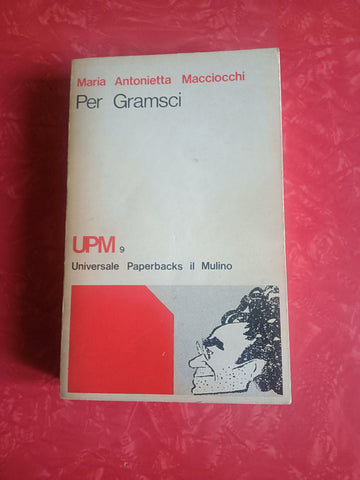 Maria Antonietta Macciocchi
Per Gramsci
UPM 9
Universale Paperbacks il Mulino